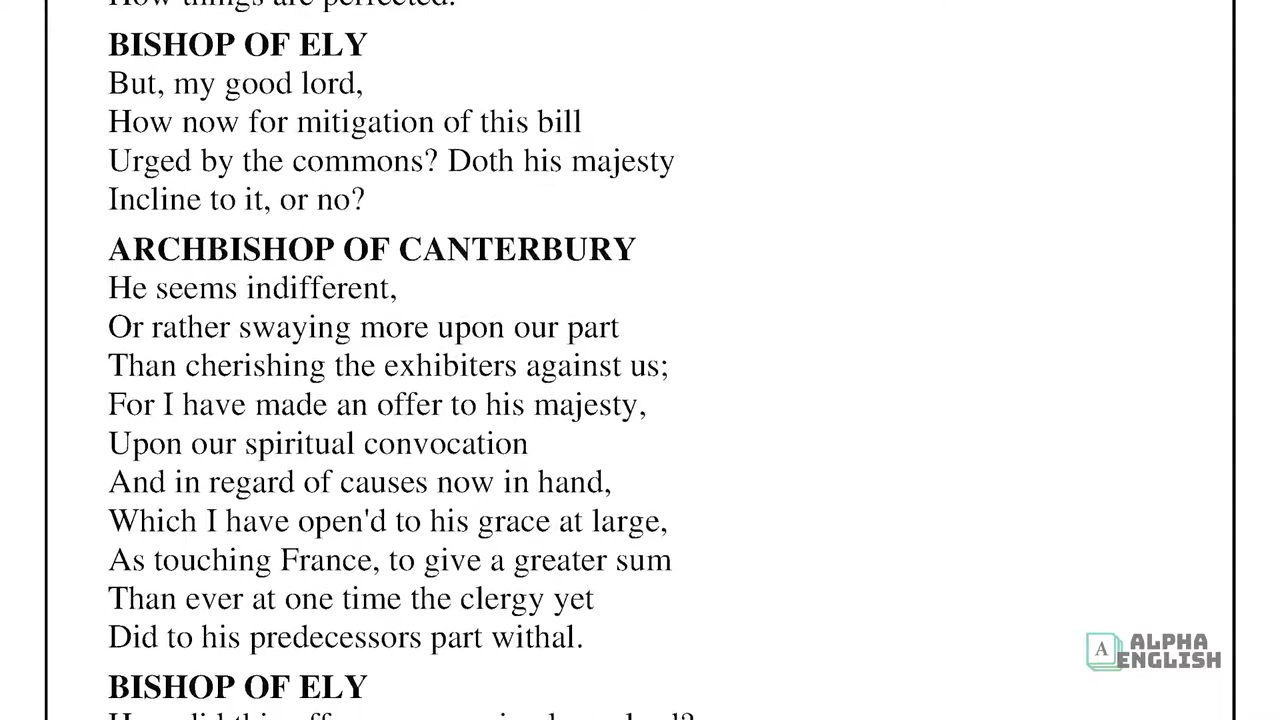 How things are perfected.
BISHOP OF ELY
But, my good lord,
How now for mitigation of this bill
Urged by the commons? Doth his majesty
Incline to it, or no?
ARCHBISHOP OF CANTERBURY
He seems indifferent,
Or rather swaying more upon our part
Than cherishing the exhibiters against us;
For I have made an offer to his majesty,
Upon our spiritual convocation
And in regard of causes now in hand,
Which I have open'd to his grace at large,
As touching France, to give a greater sum
Than ever at one time the clergy yet
Did to his predecessors part withal.
A ALPHA
ENGLISH
BISHOP OF ELY